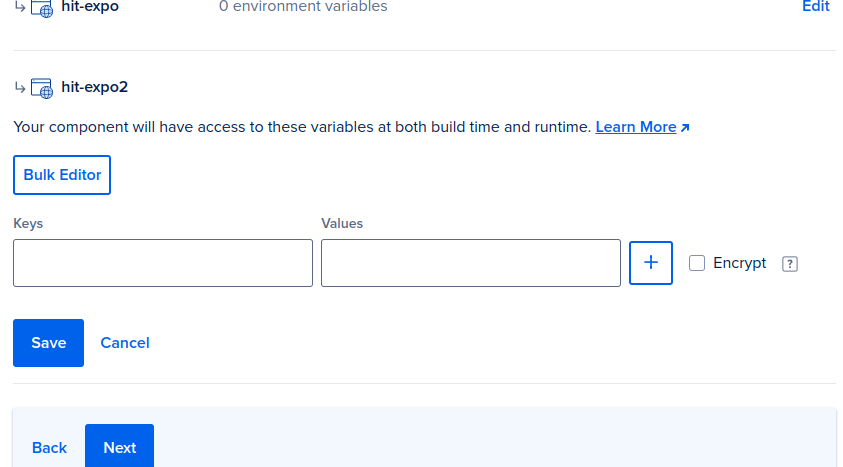 hit-expo 0 environment variables Edit
hit-expo2
Your component will have access to these variables at both build time and runtime. Learn More
Bulk Editor
Keys Values
+ Encrypt ?
Save Cancel
Back Next